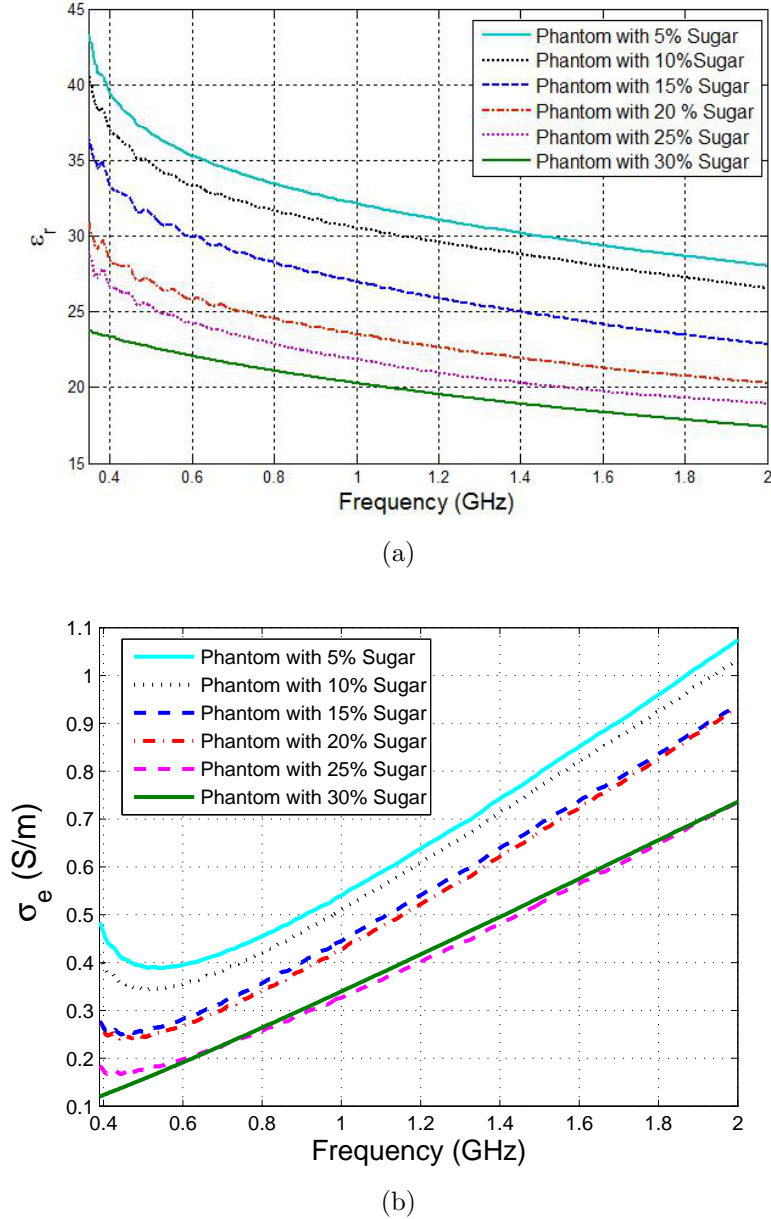 45
40
35
30
25
20
15
ε_r
Phantom with 5% Sugar
Phantom with 10%Sugar
Phantom with 15% Sugar
Phantom with 20 % Sugar
Phantom with 25% Sugar
Phantom with 30% Sugar
0.4 0.6 0.8 1 1.2 1.4 1.6 1.8 2
Frequency (GHz)
(a)
1.1
1
0.9
0.8
0.7
0.6
0.5
0.4
0.3
0.2
0.1
σ_e (S/m)
Phantom with 5% Sugar
Phantom with 10% Sugar
Phantom with 15% Sugar
Phantom with 20% Sugar
Phantom with 25% Sugar
Phantom with 30% Sugar
0.4 0.6 0.8 1 1.2 1.4 1.6 1.8 2
Frequency (GHz)
(b)